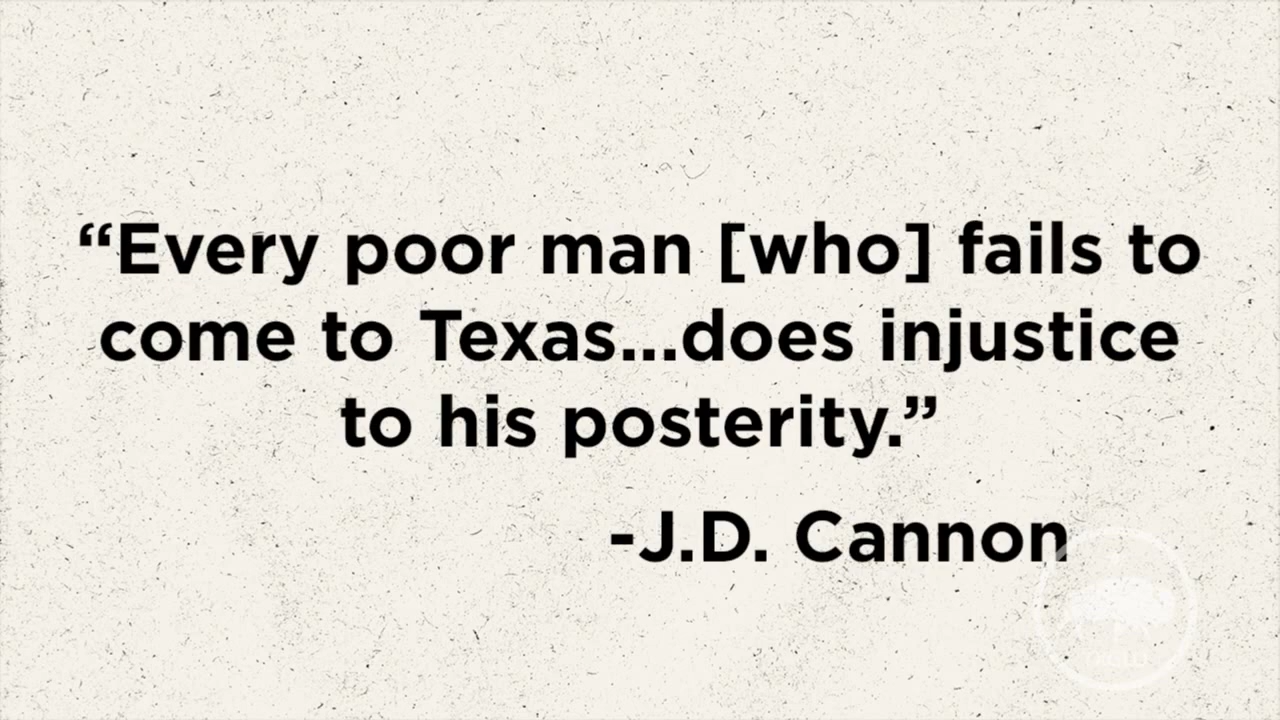 “Every poor man [who] fails to
come to Texas...does injustice
to his posterity.”
-J.D. Cannon